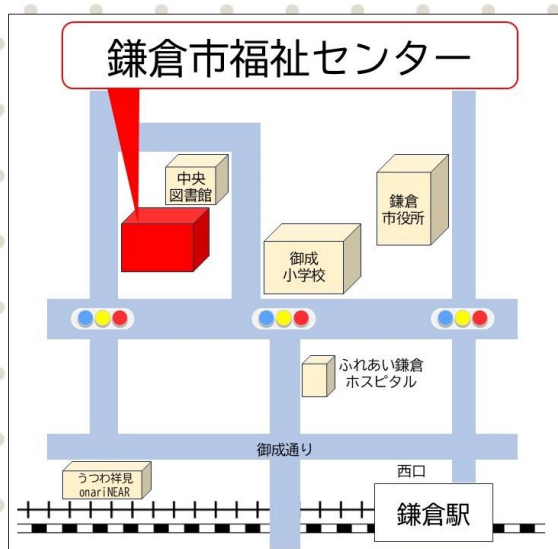 鎌倉市福祉センター
中央
図書館
鎌倉
市役所
御成
小学校
ふれあい鎌倉
ホスピタル
御成通り
西口
うつわ祥見
onariNEAR
鎌倉駅